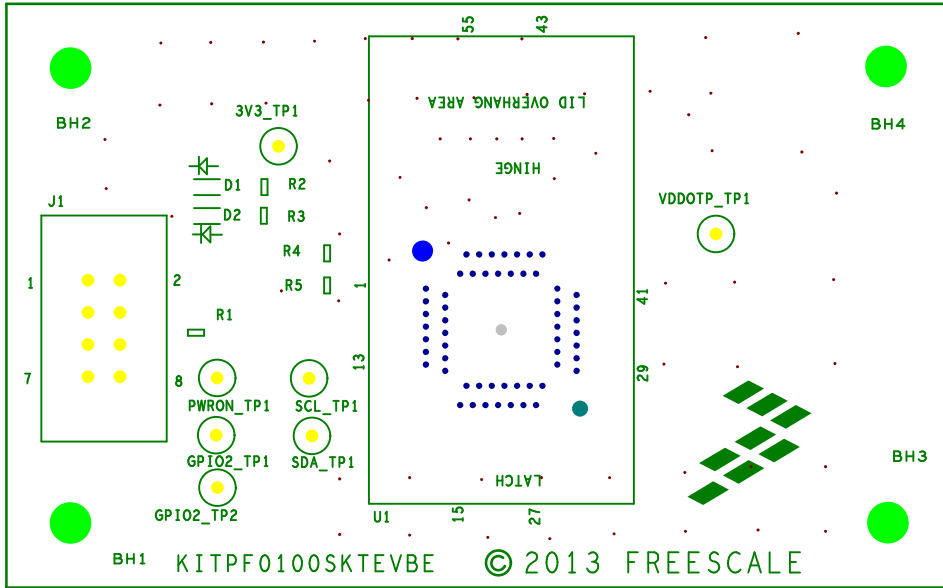 55
43
3V3_TP1
LID OVERHANG AREA
BH2
BH4
HINGE
D1
R2
J1
VDDOTP_TP1
D2
R3
R4
1
2
R5
1
41
R1
13
7
8
29
PWRON_TP1
SCL_TP1
GPIO2_TP1
SDA_TP1
BH3
LATCH
GPIO2_TP2
U1
15
27
BH1
KITPF0100SKTEVBE
© 2013 FREESCALE